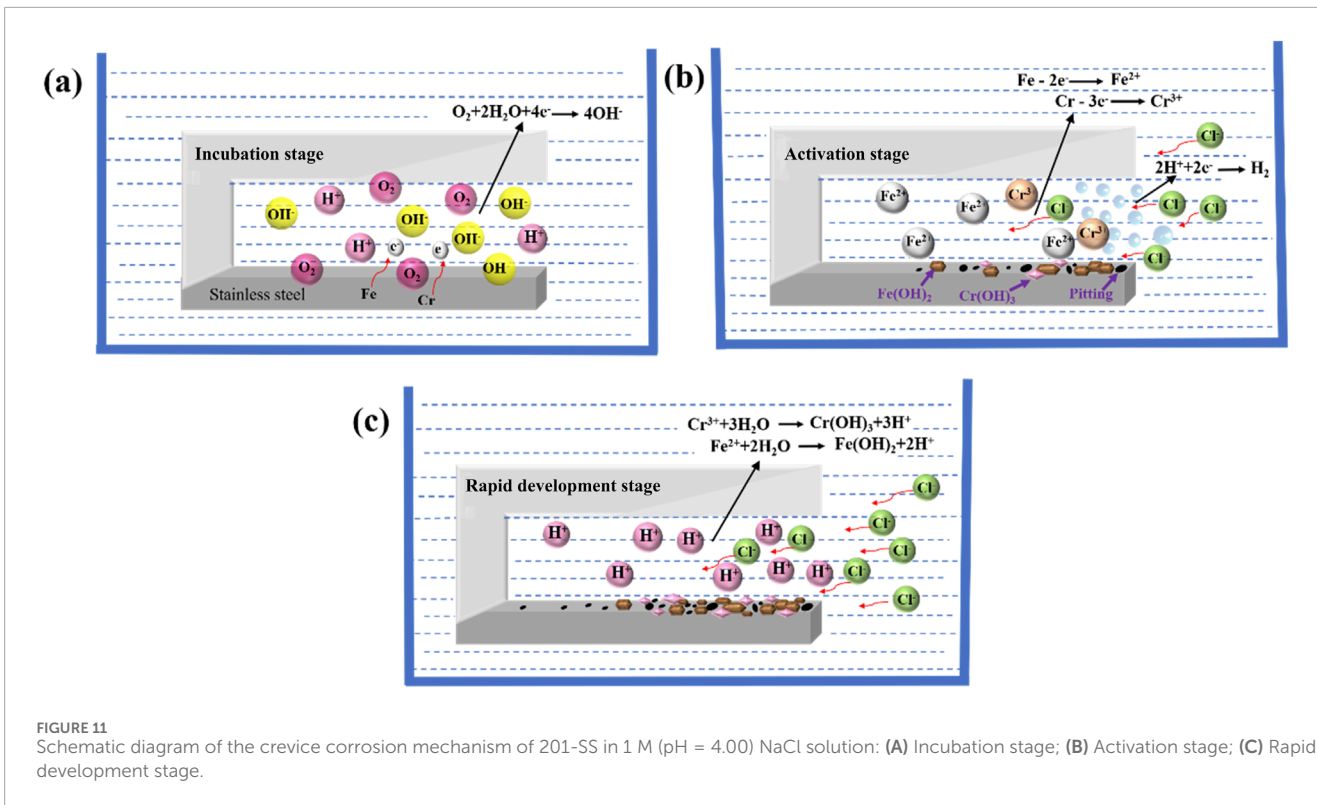 (a)
O₂+2H₂O+4e⁻ → 4OH⁻
Incubation stage
O₂
H⁺
O₂
OH⁻
OH⁻
OH⁻
OH⁻
H⁺
H⁺
e⁻
e
O₂
O₂
OH
Stainless steel
Fe
Cr
(b)
Fe - 2e⁻ → Fe²⁺
Cr - 3e⁻ → Cr³⁺
Cl⁻
Activation stage
2H⁺+2e⁻ → H₂
Fe²⁺
Fe²⁺
Cr³
Cl⁻
Cl
Cl
Fe²⁺
Fe²⁺
Cr³
Cl
Fe(OH)₂
Cr(OH)₃
Pitting
(c)
Cr³⁺+3H₂O → Cr(OH)₃+3H⁺
Fe²⁺+2H₂O → Fe(OH)₂+2H⁺
Rapid development stage
Cl⁻
H⁺
H⁺
H⁺
H⁺
Cl⁻
Cl
Cl⁻
Cl
H⁺
H⁺
H⁺
H⁺
Cl⁻
Cl⁻
FIGURE 11
Schematic diagram of the crevice corrosion mechanism of 201-SS in 1 M (pH = 4.00) NaCl solution: (A) Incubation stage; (B) Activation stage; (C) Rapid
development stage.